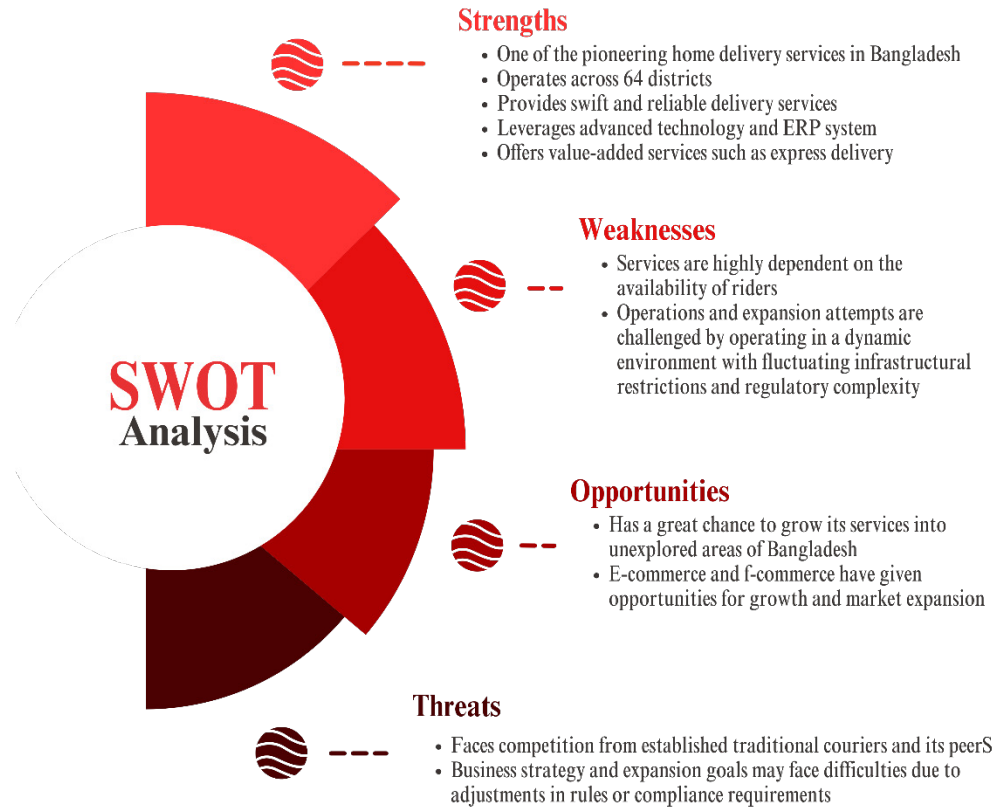 Strengths
• One of the pioneering home delivery services in Bangladesh
• Operates across 64 districts
• Provides swift and reliable delivery services
• Leverages advanced technology and ERP system
• Offers value-added services such as express delivery
Weaknesses
• Services are highly dependent on the
availability of riders
• Operations and expansion attempts are
challenged by operating in a dynamic
environment with fluctuating infrastructural
restrictions and regulatory complexity
SWOT
Analysis
Opportunities
• Has a great chance to grow its services into
unexplored areas of Bangladesh
• E-commerce and f-commerce have given
opportunities for growth and market expansion
Threats
• Faces competition from established traditional couriers and its peerS
• Business strategy and expansion goals may face difficulties due to
adjustments in rules or compliance requirements